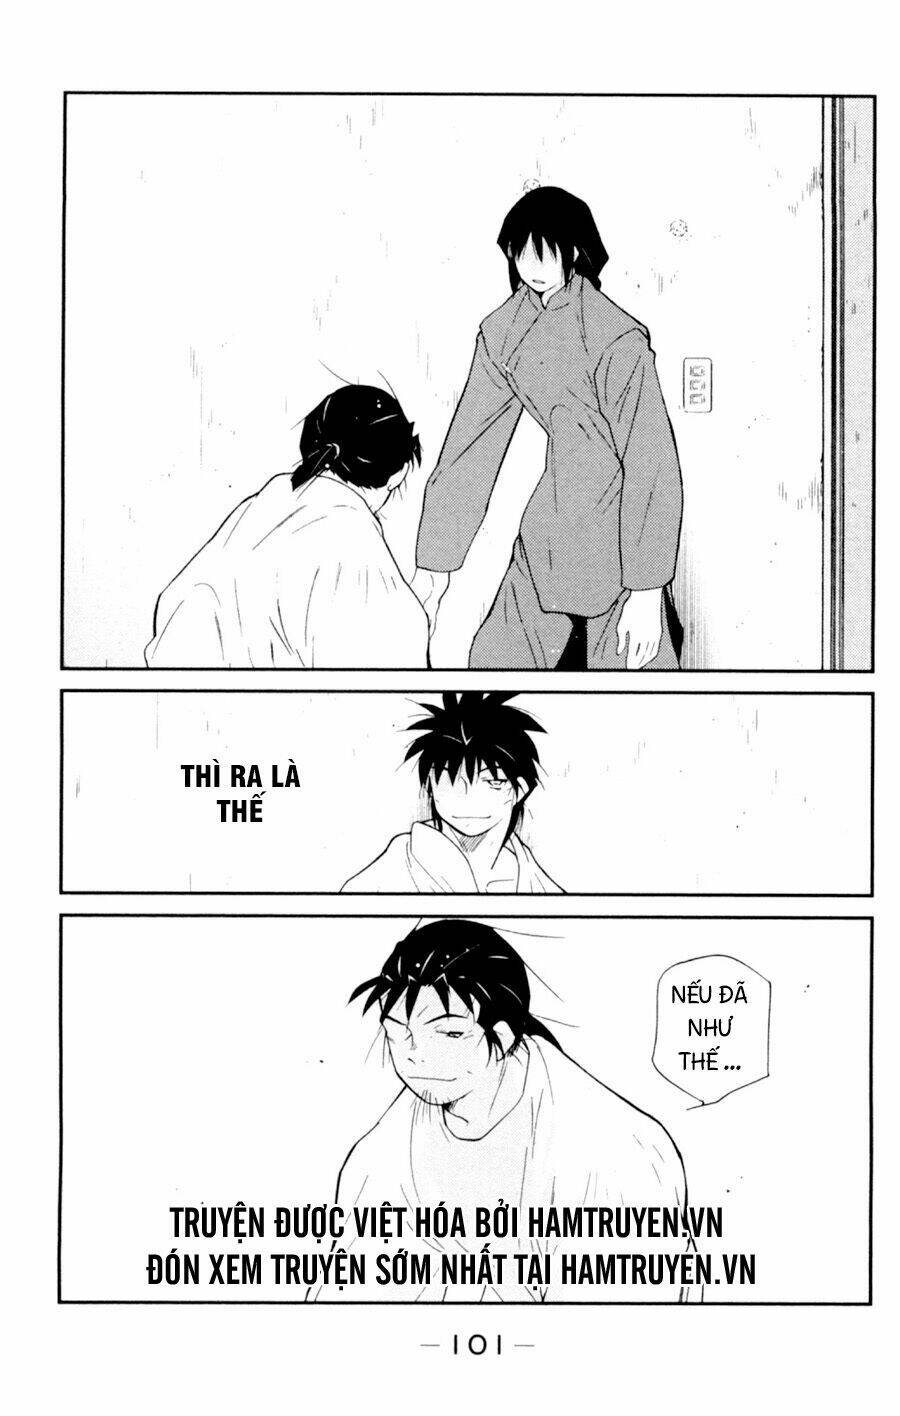 THÌ RA LÀ
THẾ
NẾU ĐÃ
NHƯ
THẾ ...
TRUYỆN ĐƯỢC VIỆT HÓA BỞI HAMTRUYEN.VN
ĐÓN XEM TRUYỆN SỚM NHẤT TẠI HAMTRUYEN.VN
— 101 —